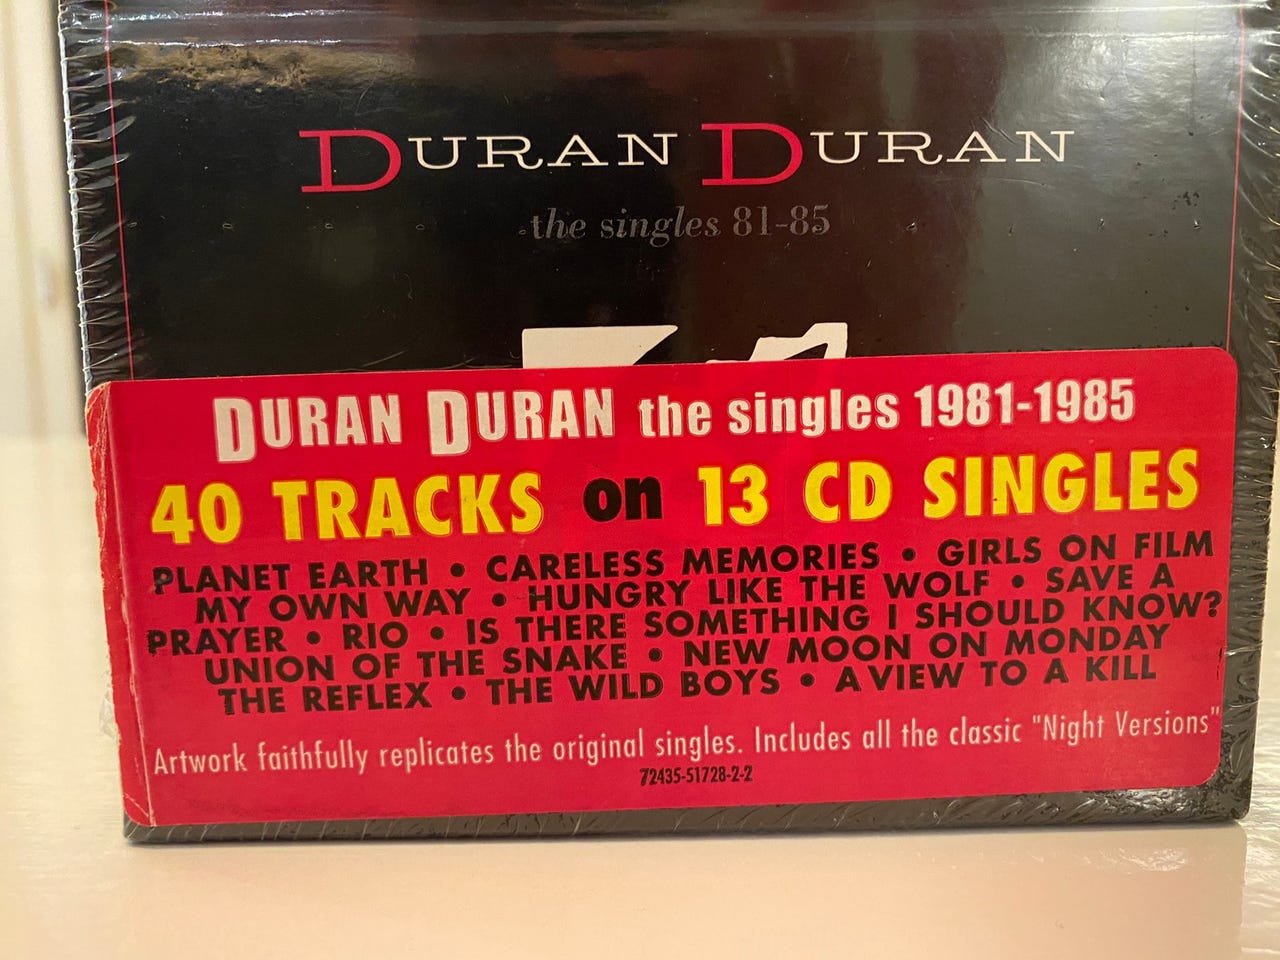 DURAN DURAN
the singles 81-85
DURAN DURAN the singles 1981-1985
40 TRACKS on 13 CD SINGLES
PLANET EARTH • CARELESS MEMORIES • GIRLS ON FILM
MY OWN WAY • HUNGRY LIKE THE WOLF • SAVE A
PRAYER • RIO • IS THERE SOMETHING I SHOULD KNOW?
UNION OF THE SNAKE • NEW MOON ON MONDAY
THE REFLEX • THE WILD BOYS • A VIEW TO A KILL
Artwork faithfully replicates the original singles. Includes all the classic "Night Versions"
72435-51728-2-2